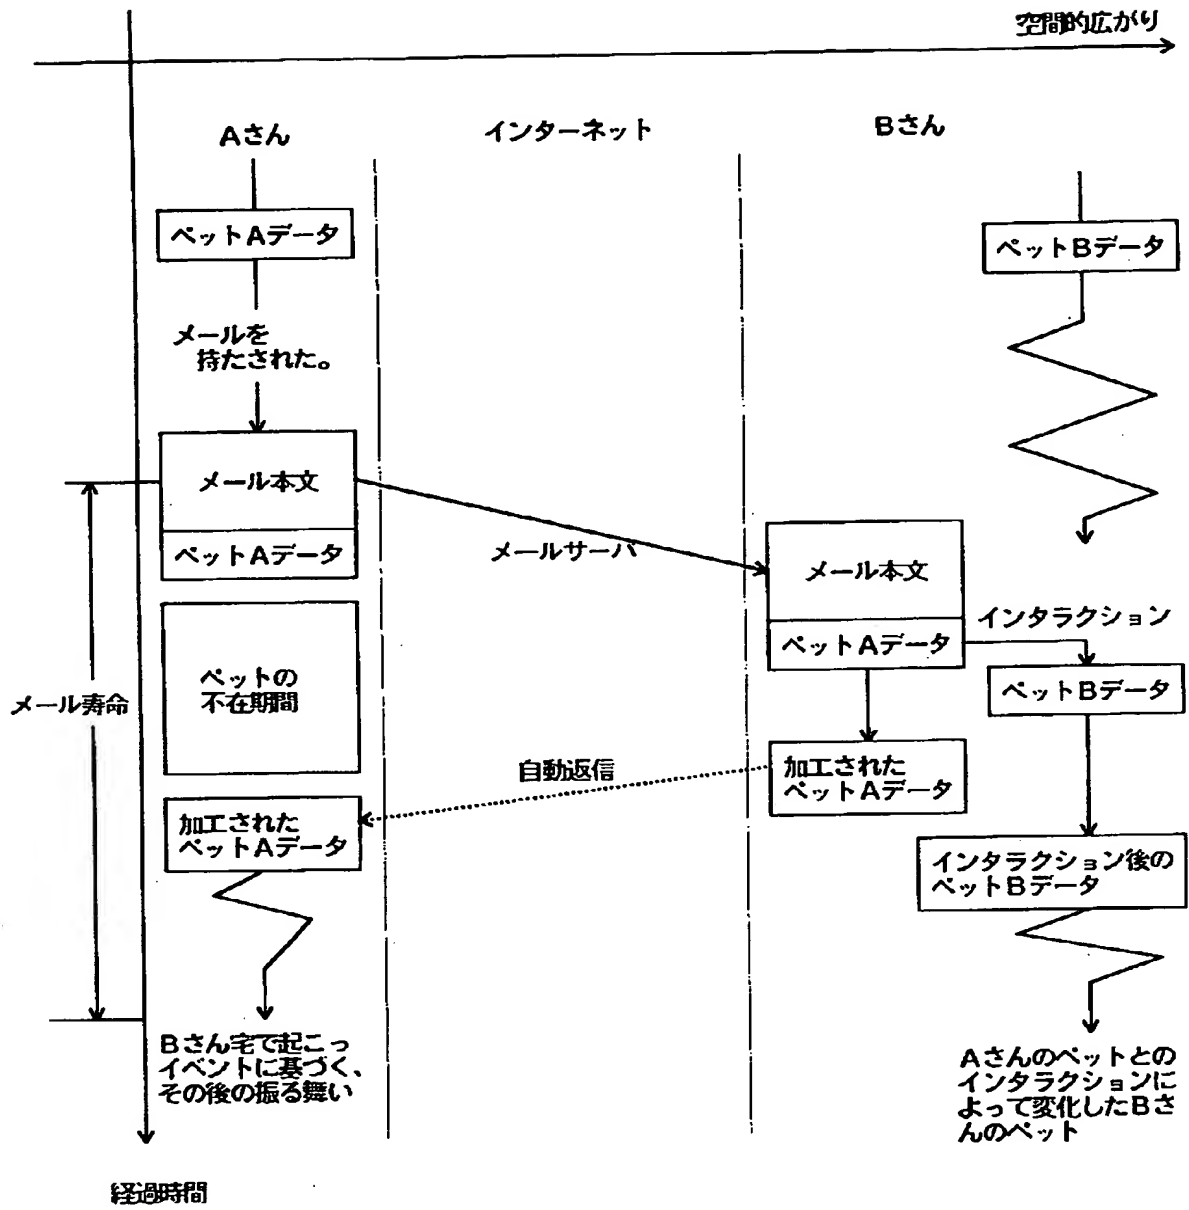 空間的広がり
Aさん
インターネット
Bさん
ペットAデータ
ペットBデータ
メールを
持たされた。
メール本文
ペットAデータ
メールサーバ
メール本文
ペットAデータ
インタラクション
ペットBデータ
ペットの
不在期間
メール寿命
自動返信
加工された
ペットAデータ
加工された
ペットAデータ
インタラクション後の
ペットBデータ
Bさん宅で起こっ
イベントに基づく、
その後の振る舞い
Aさんのペットとの
インタラクションに
よって変化したBさ
んのペット
経過時間